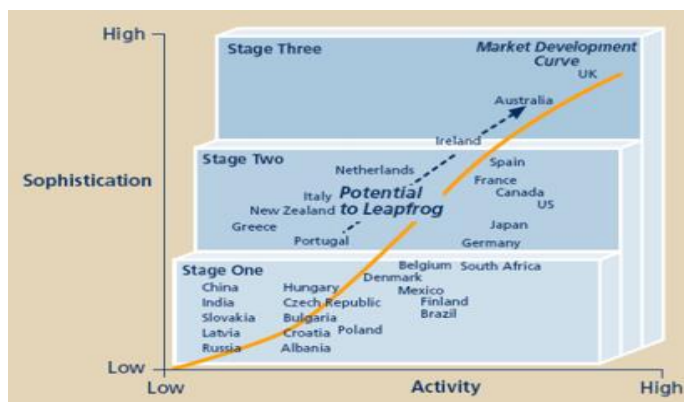 High
Stage Three
Market Development
Curve
UK
Australia
Ireland
Stage Two
Netherlands
Spain
France
Sophistication
Italy
Potential
Canada
New Zealand
to Leapfrog
US
Greece
Japan
Portugal
Germany
Stage One
Belgium
South Africa
Denmark
China
Hungary
Mexico
India
Czech Republic
Finland
Slovakia
Bulgaria
Brazil
Latvia
Croatia
Poland
Russia
Albania
Low
Low
Activity
High